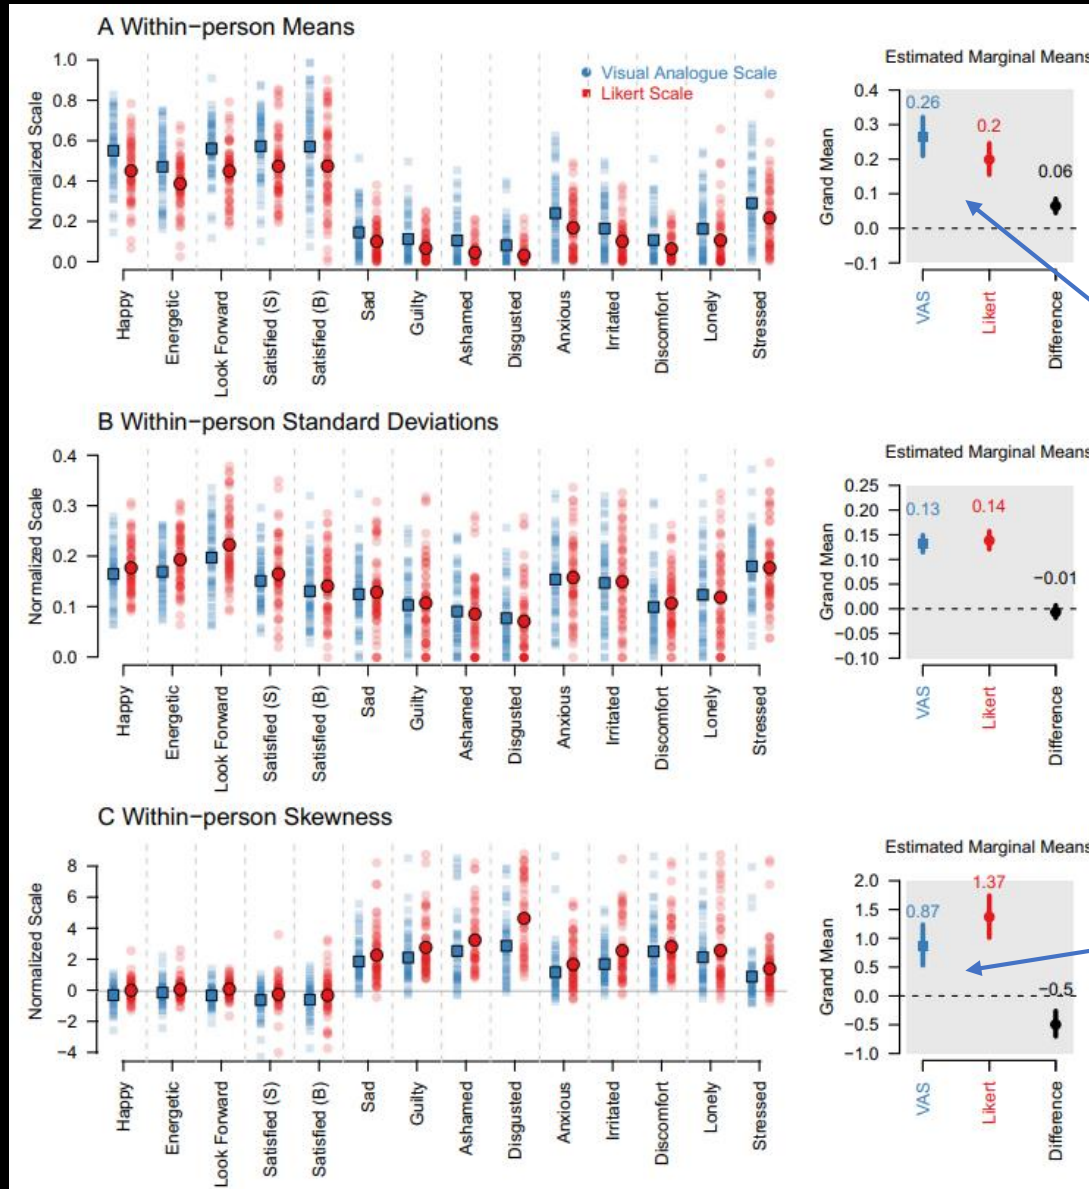 A Within−person Means
Visual Analogue Scale
Likert Scale
Normalized Scale
1.0
0.8
0.6
0.4
0.2
0.0
Happy
Energetic
Look Forward
Satisfied (S)
Satisfied (B)
Sad
Guilty
Ashamed
Disgusted
Anxious
Irritated
Discomfort
Lonely
Stressed
Estimated Marginal Means
Grand Mean
0.4
0.3
0.2
0.1
0.0
−0.1
0.26
0.2
0.06
VAS
Likert
Difference
B Within−person Standard Deviations
Normalized Scale
0.4
0.3
0.2
0.1
0.0
Happy
Energetic
Look Forward
Satisfied (S)
Satisfied (B)
Sad
Guilty
Ashamed
Disgusted
Anxious
Irritated
Discomfort
Lonely
Stressed
Estimated Marginal Means
Grand Mean
0.25
0.20
0.15
0.10
0.05
0.00
−0.05
−0.10
0.13
0.14
−0.01
VAS
Likert
Difference
C Within−person Skewness
Normalized Scale
8
6
4
2
0
−2
−4
Happy
Energetic
Look Forward
Satisfied (S)
Satisfied (B)
Sad
Guilty
Ashamed
Disgusted
Anxious
Irritated
Discomfort
Lonely
Stressed
Estimated Marginal Means
Grand Mean
2.0
1.5
1.0
0.5
0.0
−0.5
−1.0
0.87
1.37
−0.5
VAS
Likert
Difference